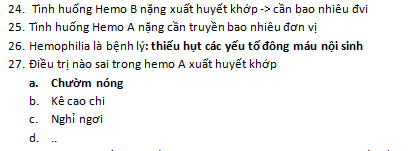 24. Tình huống Hemo B nặng xuất huyết khớp -> cần bao nhiêu đvi
25. Tình huống Hemo A nặng cần truyền bao nhiêu đơn vị
26. Hemophilia là bệnh lý: thiếu hụt các yếu tố đông máu nội sinh
27. Điều trị nào sai trong hemo A xuất huyết khớp
a. Chườm nóng
b. Kê cao chi
c. Nghỉ ngơi
d. ..